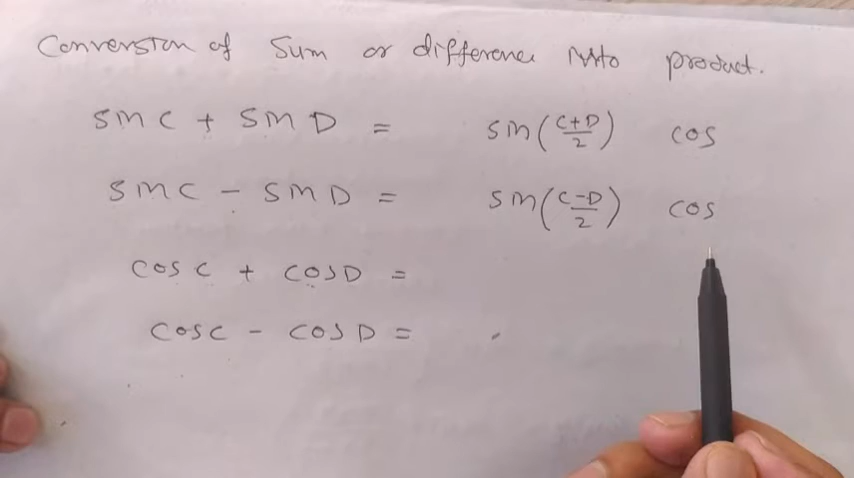 Conversion of sum or difference into product.
sin C + sin D = sin(C+D/2) cos
sin C - sin D = sin(C-D/2) cos
cos C + cos D =
cos C - cos D =